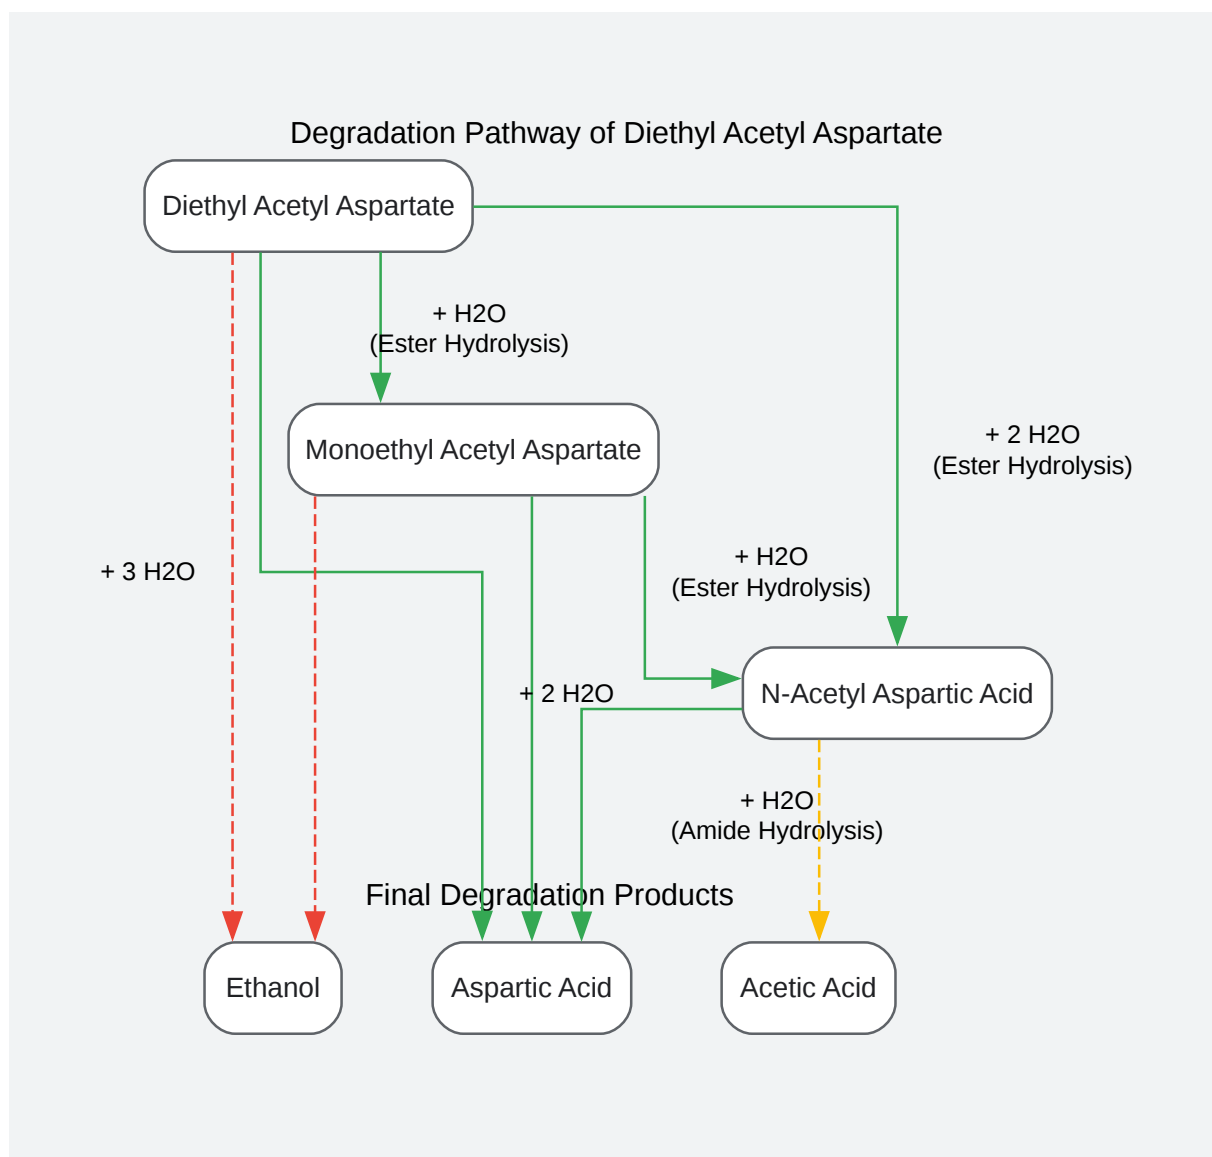 Degradation Pathway of Diethyl Acetyl Aspartate
Diethyl Acetyl Aspartate
+ H2O
(Ester Hydrolysis)
Monoethyl Acetyl Aspartate
+ 2 H2O
(Ester Hydrolysis)
+ 3 H2O
+ H2O
(Ester Hydrolysis)
+ 2 H2O
N-Acetyl Aspartic Acid
+ H2O
(Amide Hydrolysis)
Final Degradation Products
Ethanol
Aspartic Acid
Acetic Acid